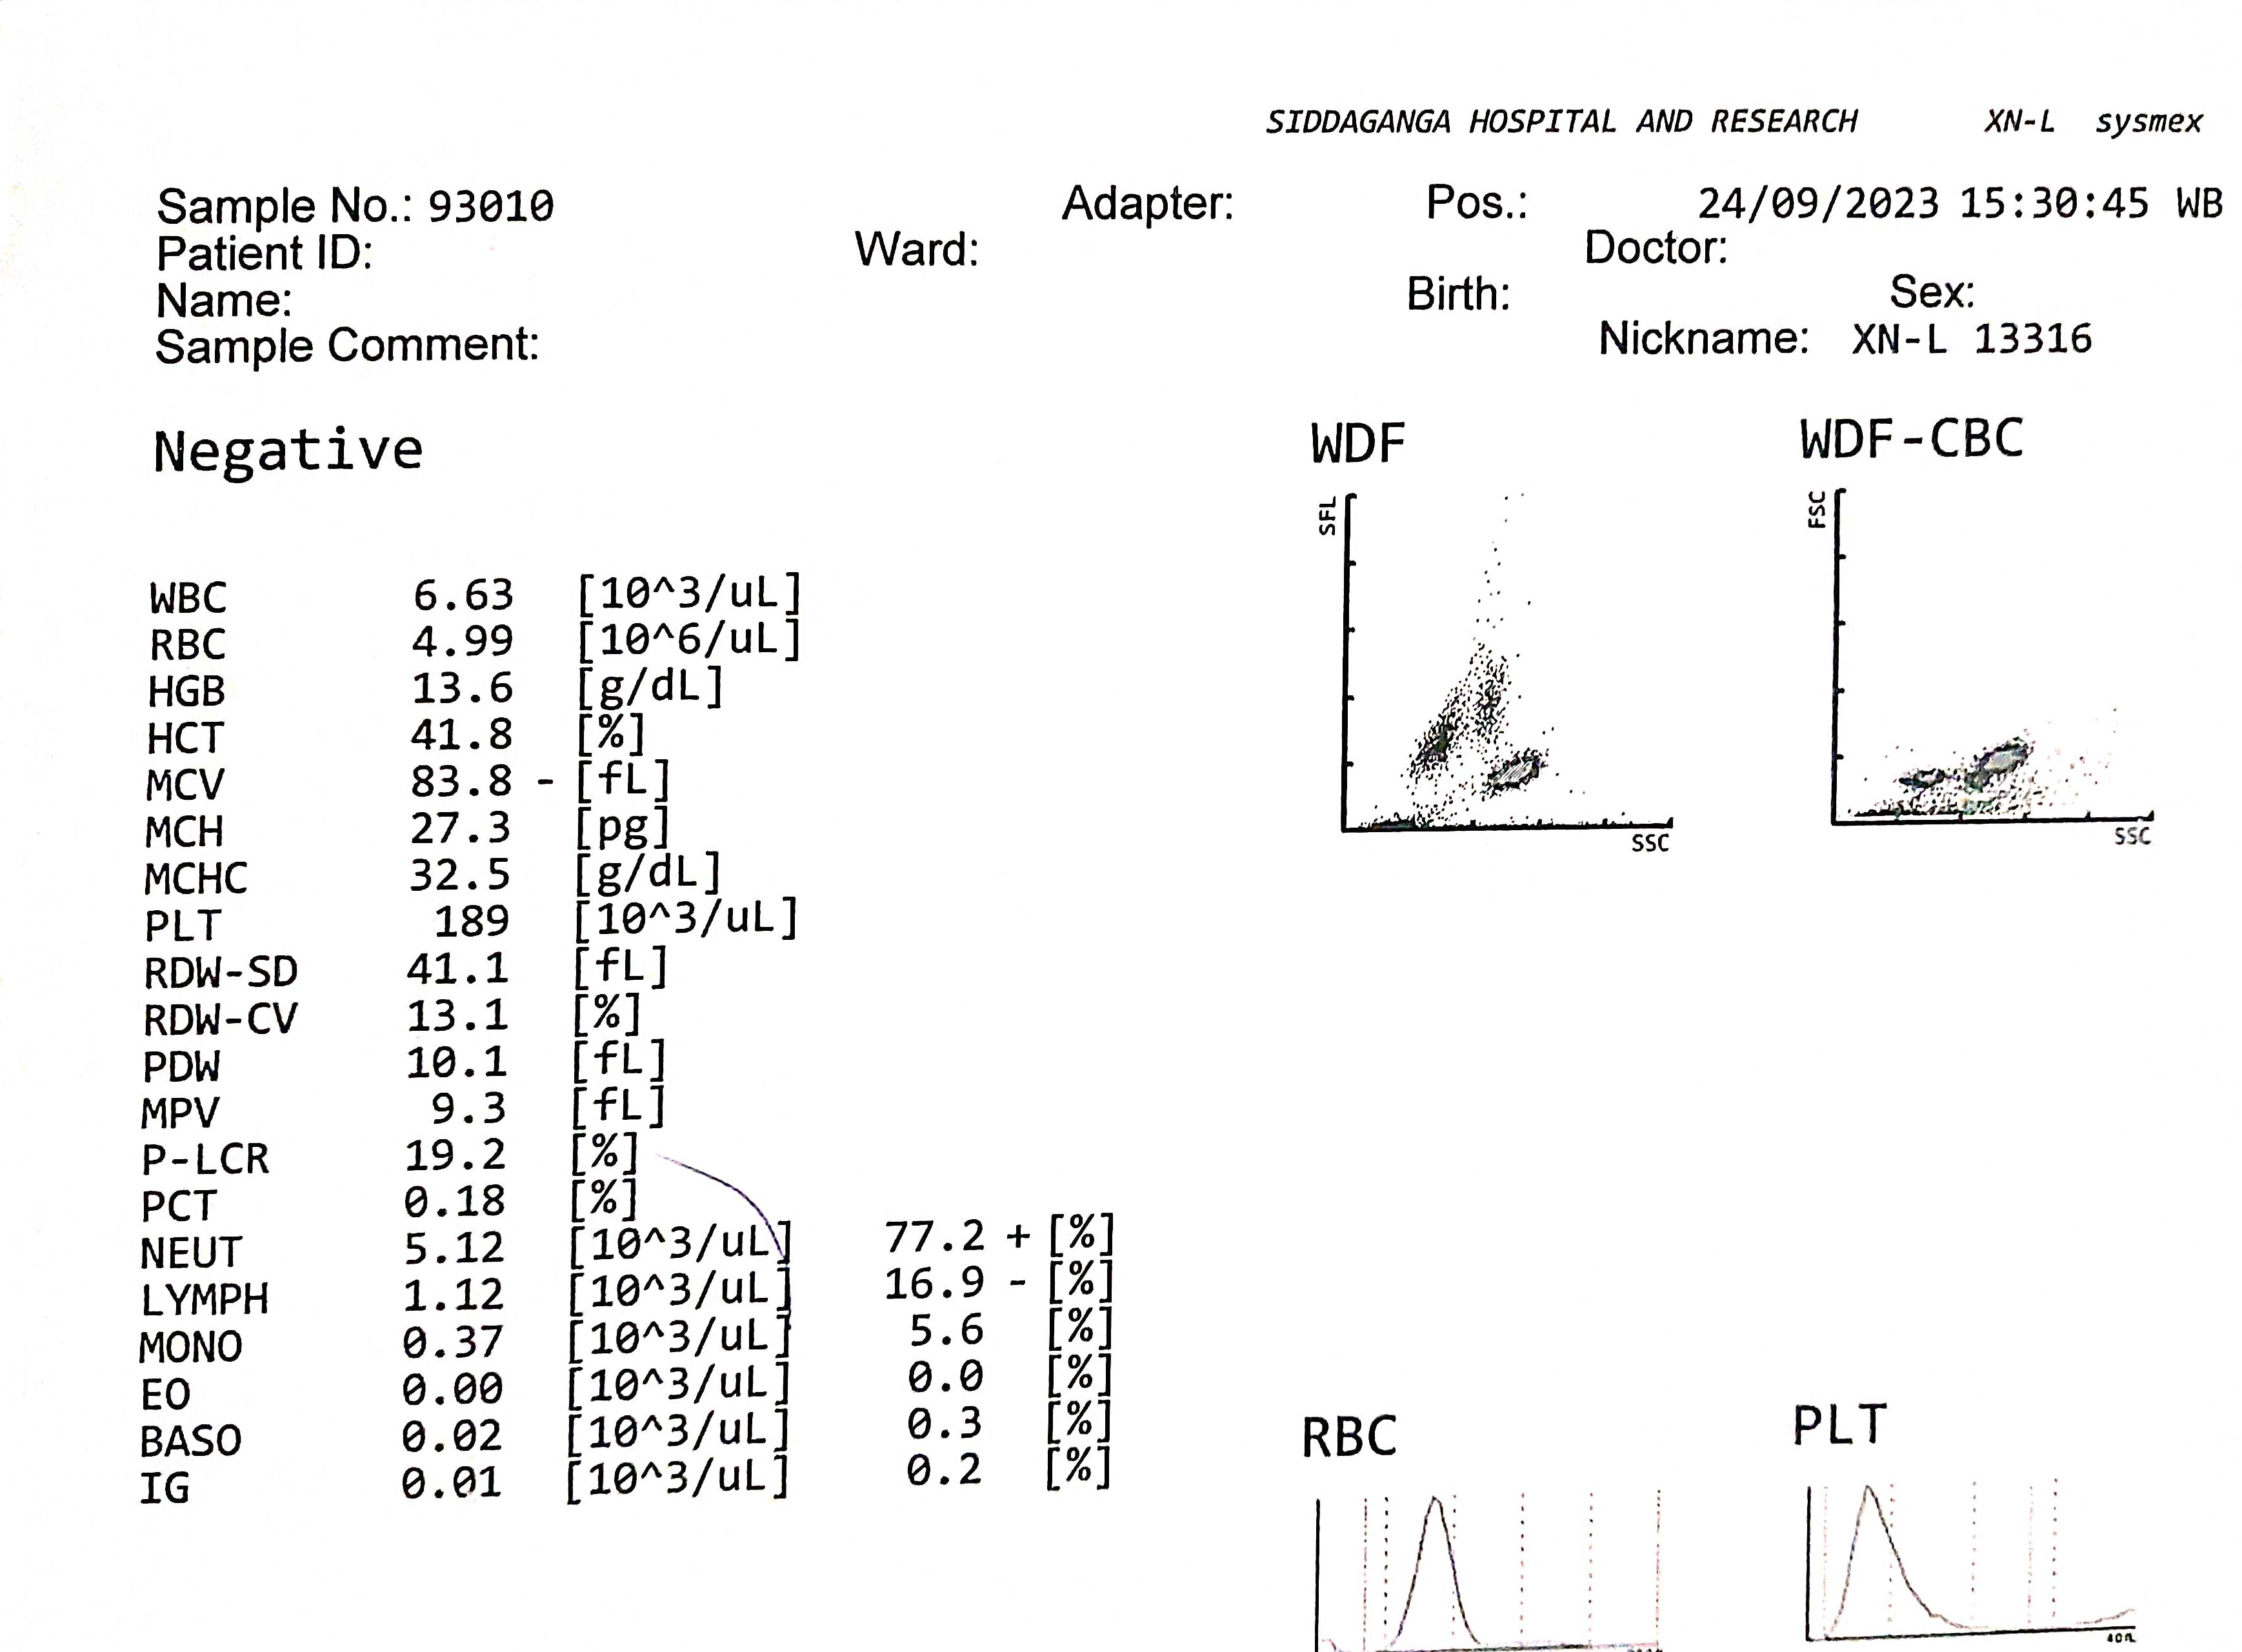 SIDDAGANGA HOSPITAL AND RESEARCH XN-L sysmex
Sample No.: 93010 Adapter: Pos.: 24/09/2023 15:30:45 WB
Patient ID: Ward: Doctor:
Name: Birth: Sex:
Sample Comment: Nickname: XN-L 13316
Negative
WDF WDF-CBC
SFL FSC
SSC SSC
WBC 6.63 [10^3/uL]
RBC 4.99 [10^6/uL]
HGB 13.6 [g/dL]
HCT 41.8 [%]
MCV 83.8 - [fL]
MCH 27.3 [pg]
MCHC 32.5 [g/dL]
PLT 189 [10^3/uL]
RDW-SD 41.1 [fL]
RDW-CV 13.1 [%]
PDW 10.1 [fL]
MPV 9.3 [fL]
P-LCR 19.2 [%]
PCT 0.18 [%]
NEUT 5.12 [10^3/uL] 77.2 + [%]
LYMPH 1.12 [10^3/uL] 16.9 - [%]
MONO 0.37 [10^3/uL] 5.6 [%]
EO 0.00 [10^3/uL] 0.0 [%]
BASO 0.02 [10^3/uL] 0.3 [%]
IG 0.01 [10^3/uL] 0.2 [%]
RBC PLT
40fL